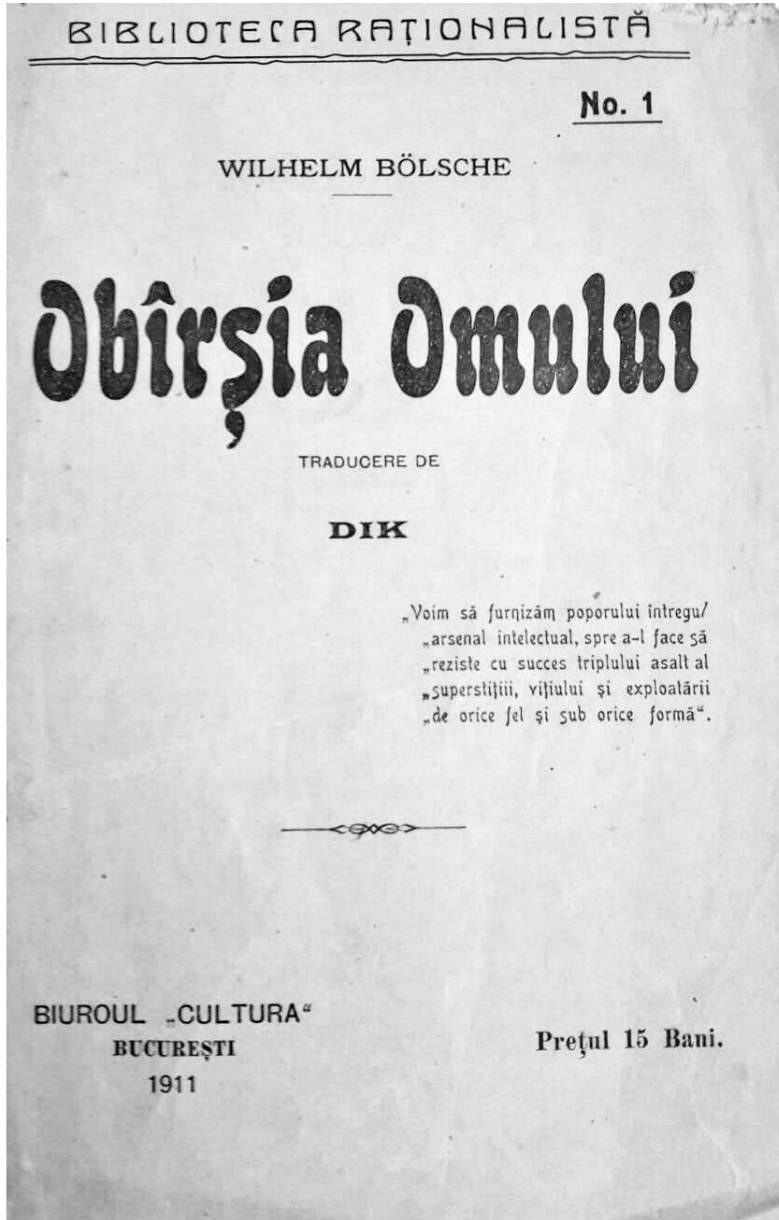 BIBLIOTECA RAȚIONALISTĂ
No. 1
WILHELM BÖLSCHE
Obîrșia Omului
TRADUCERE DE
DIK
„Voim să furnizăm poporului întregul
„arsenal intelectual, spre a-l face să
„reziste cu succes triplului asalt al
„superstițiii, vițiului și exploatării
„de orice fel și sub orice formă“.
BIUROUL „CULTURA“
BUCUREȘTI
1911
Prețul 15 Bani.